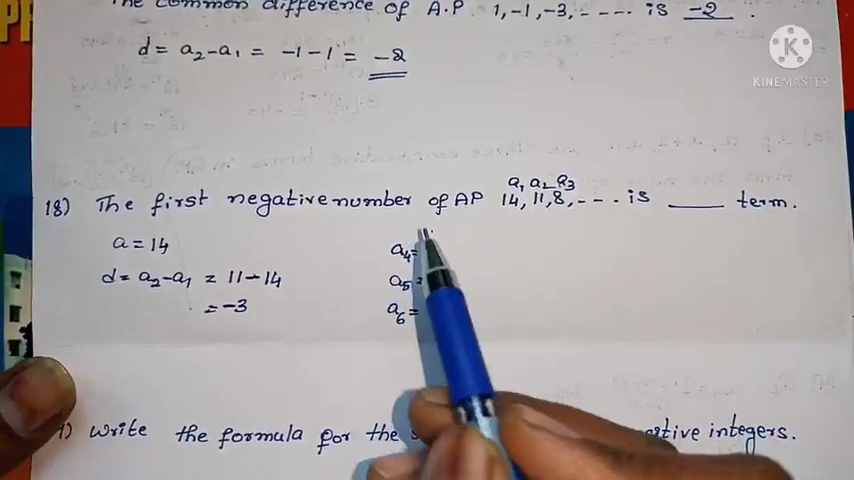 The common difference of A.P 1,-1,-3,- - - - is -2 .
d = a₂-a₁ = -1-1 = -2
KINEMASTER
a₁ a₂ a₃
18) The first negative number of AP 14, 11, 8, - - - . is ____ term.
a = 14
a₄=
d = a₂-a₁ = 11-14
a₅
= -3
a₆=
Write the formula for the integers.